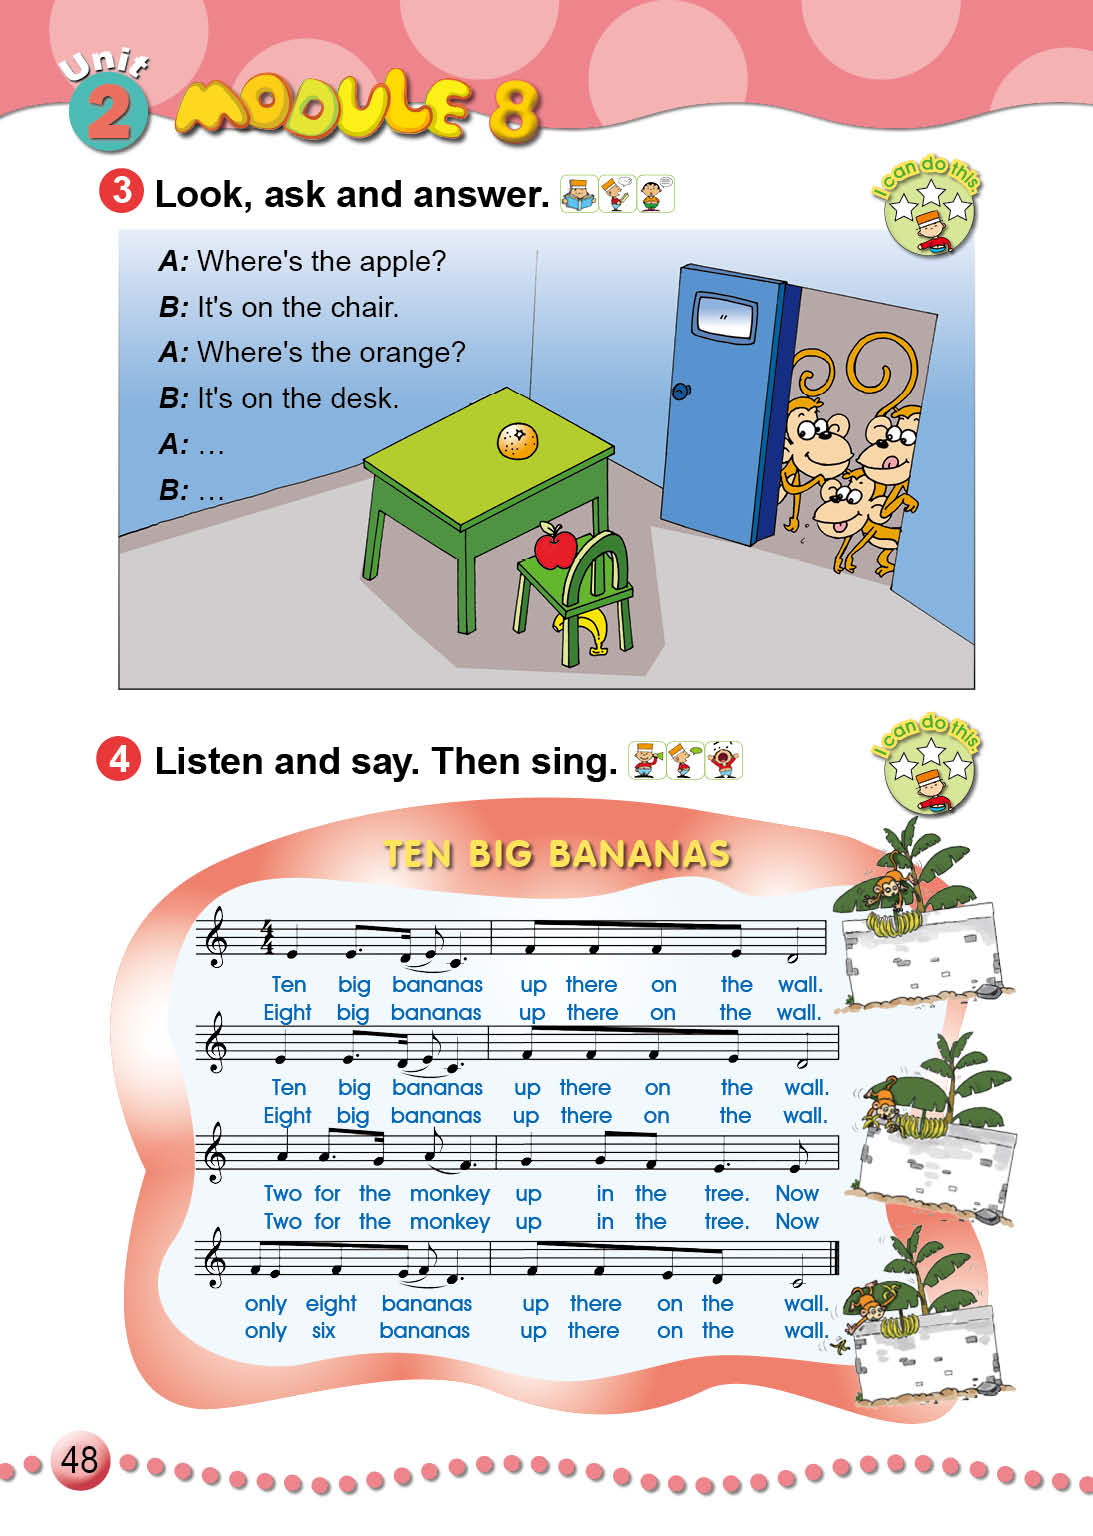 Unit
2 MODULE 8
3 Look, ask and answer.
I can do this.
A: Where's the apple?
B: It's on the chair.
A: Where's the orange?
B: It's on the desk.
A: …
B: …
4 Listen and say. Then sing.
I can do this.
TEN BIG BANANAS
4
4
Ten big bananas up there on the wall.
Eight big bananas up there on the wall.
Ten big bananas up there on the wall.
Eight big bananas up there on the wall.
Two for the monkey up in the tree. Now
Two for the monkey up in the tree. Now
only eight bananas up there on the wall.
only six bananas up there on the wall.
48